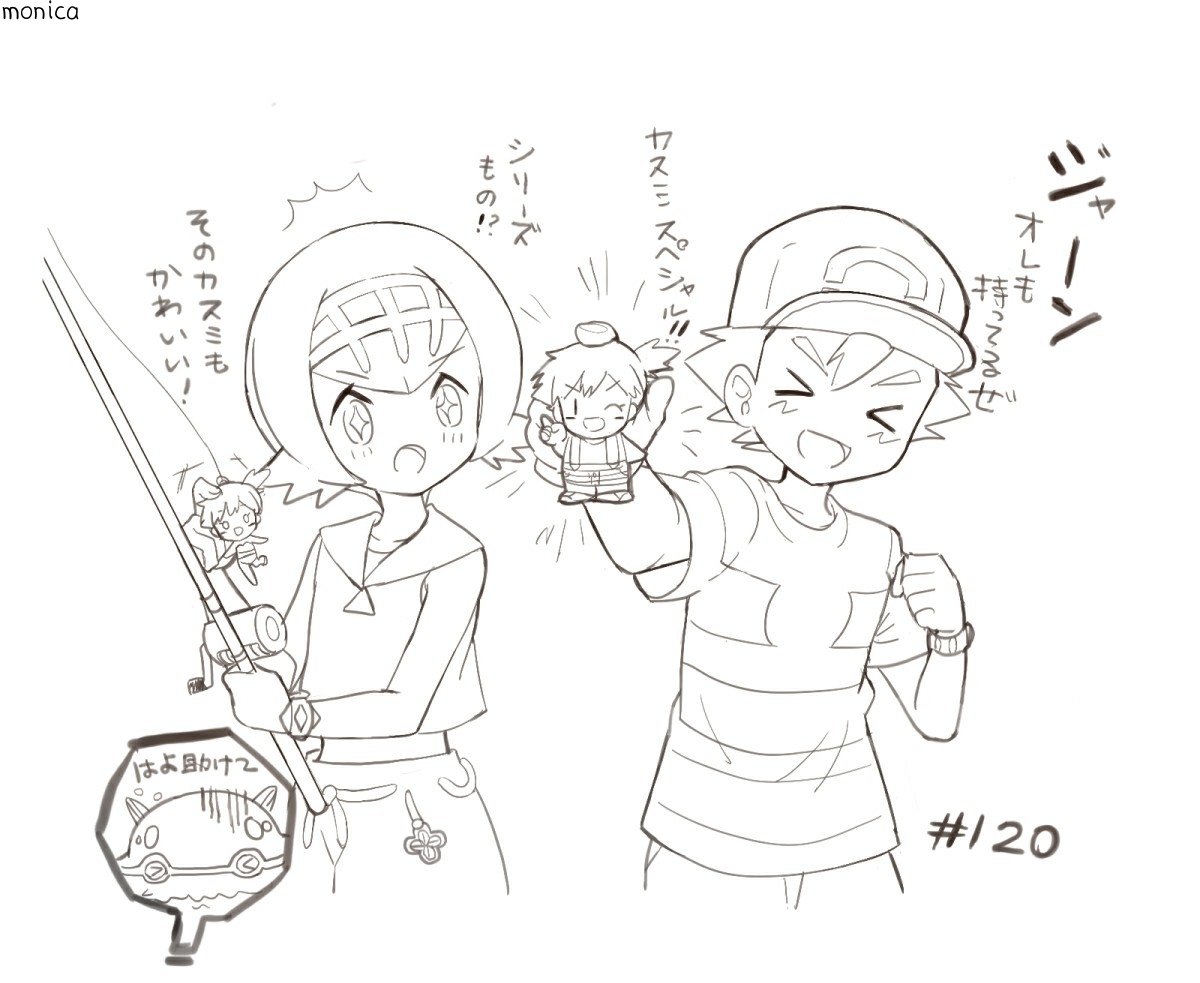 monica
ジャーン
オレも
持ってるぜ
カスミスペシャル!!
シリーズ
もの!?
そのカスミも
かわいい!
はよ助けて
#120